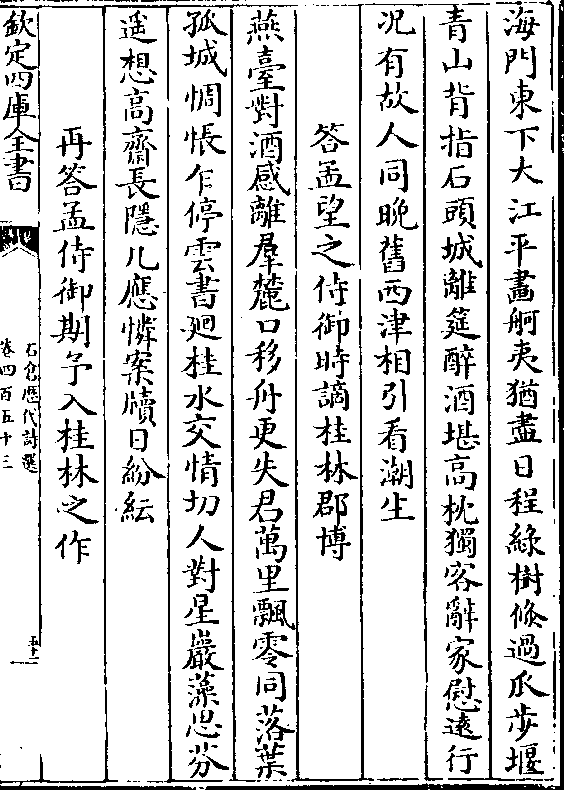 海門東下大江平畫舸夷猶盡日程綠樹倏過瓜步堰
青山背指石頭城離筵醉酒堪高枕獨客辭家慰遠行
况有故人同晚舊西津相引看潮生
答孟望之侍御時謫桂林郡博
燕臺對酒感離羣麓口移舟更失君萬里飄零同落葉
孤城惆悵乍停雲書廻桂水交情切人對星巖藻思芬
遥想高齋長隱几應憐案牘日紛紜
再答孟侍御期予入桂林之作
欽定四庫全書
石倉歷代詩選
卷四百五十三